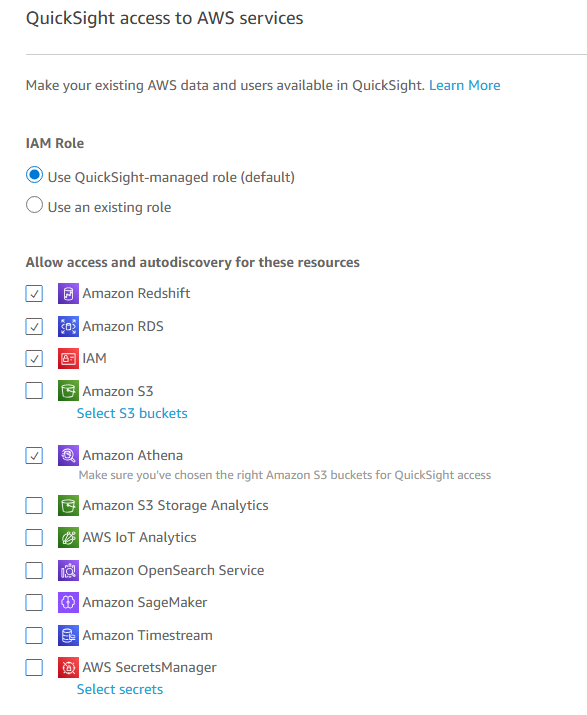 QuickSight access to AWS services
Make your existing AWS data and users available in QuickSight. Learn More
IAM Role
Use QuickSight-managed role (default)
Use an existing role
Allow access and autodiscovery for these resources
Amazon Redshift
Amazon RDS
IAM
Amazon S3
Select S3 buckets
Amazon Athena
Make sure you've chosen the right Amazon S3 buckets for QuickSight access
Amazon S3 Storage Analytics
AWS IoT Analytics
Amazon OpenSearch Service
Amazon SageMaker
Amazon Timestream
AWS SecretsManager
Select secrets